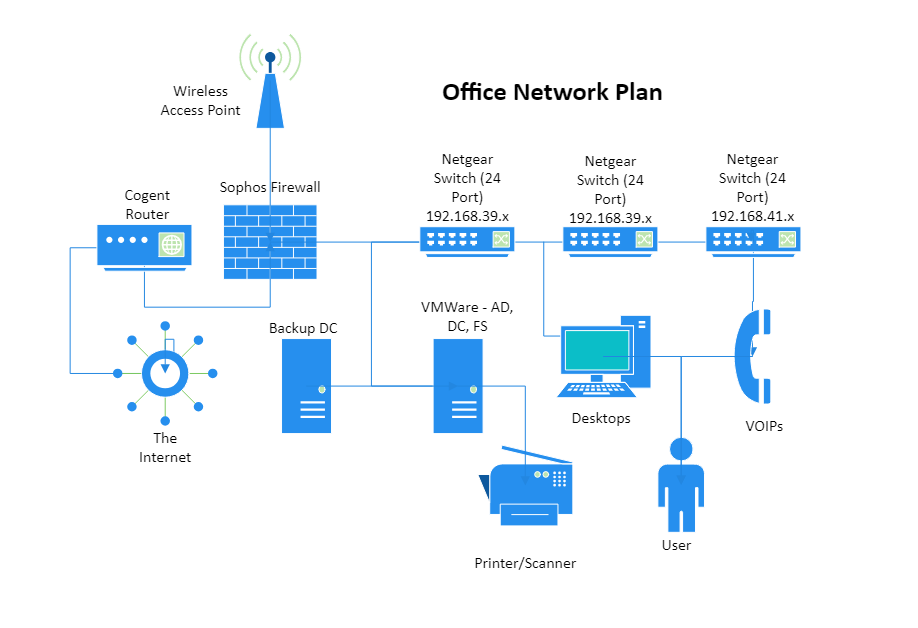 Office Network Plan
Wireless
Access Point
Netgear
Switch (24
Port)
192.168.39.x
Netgear
Switch (24
Port)
192.168.39.x
Netgear
Switch (24
Port)
192.168.41.x
Cogent
Router
Sophos Firewall
Backup DC
VMWare - AD,
DC, FS
Desktops
VOIPs
The
Internet
User
Printer/Scanner